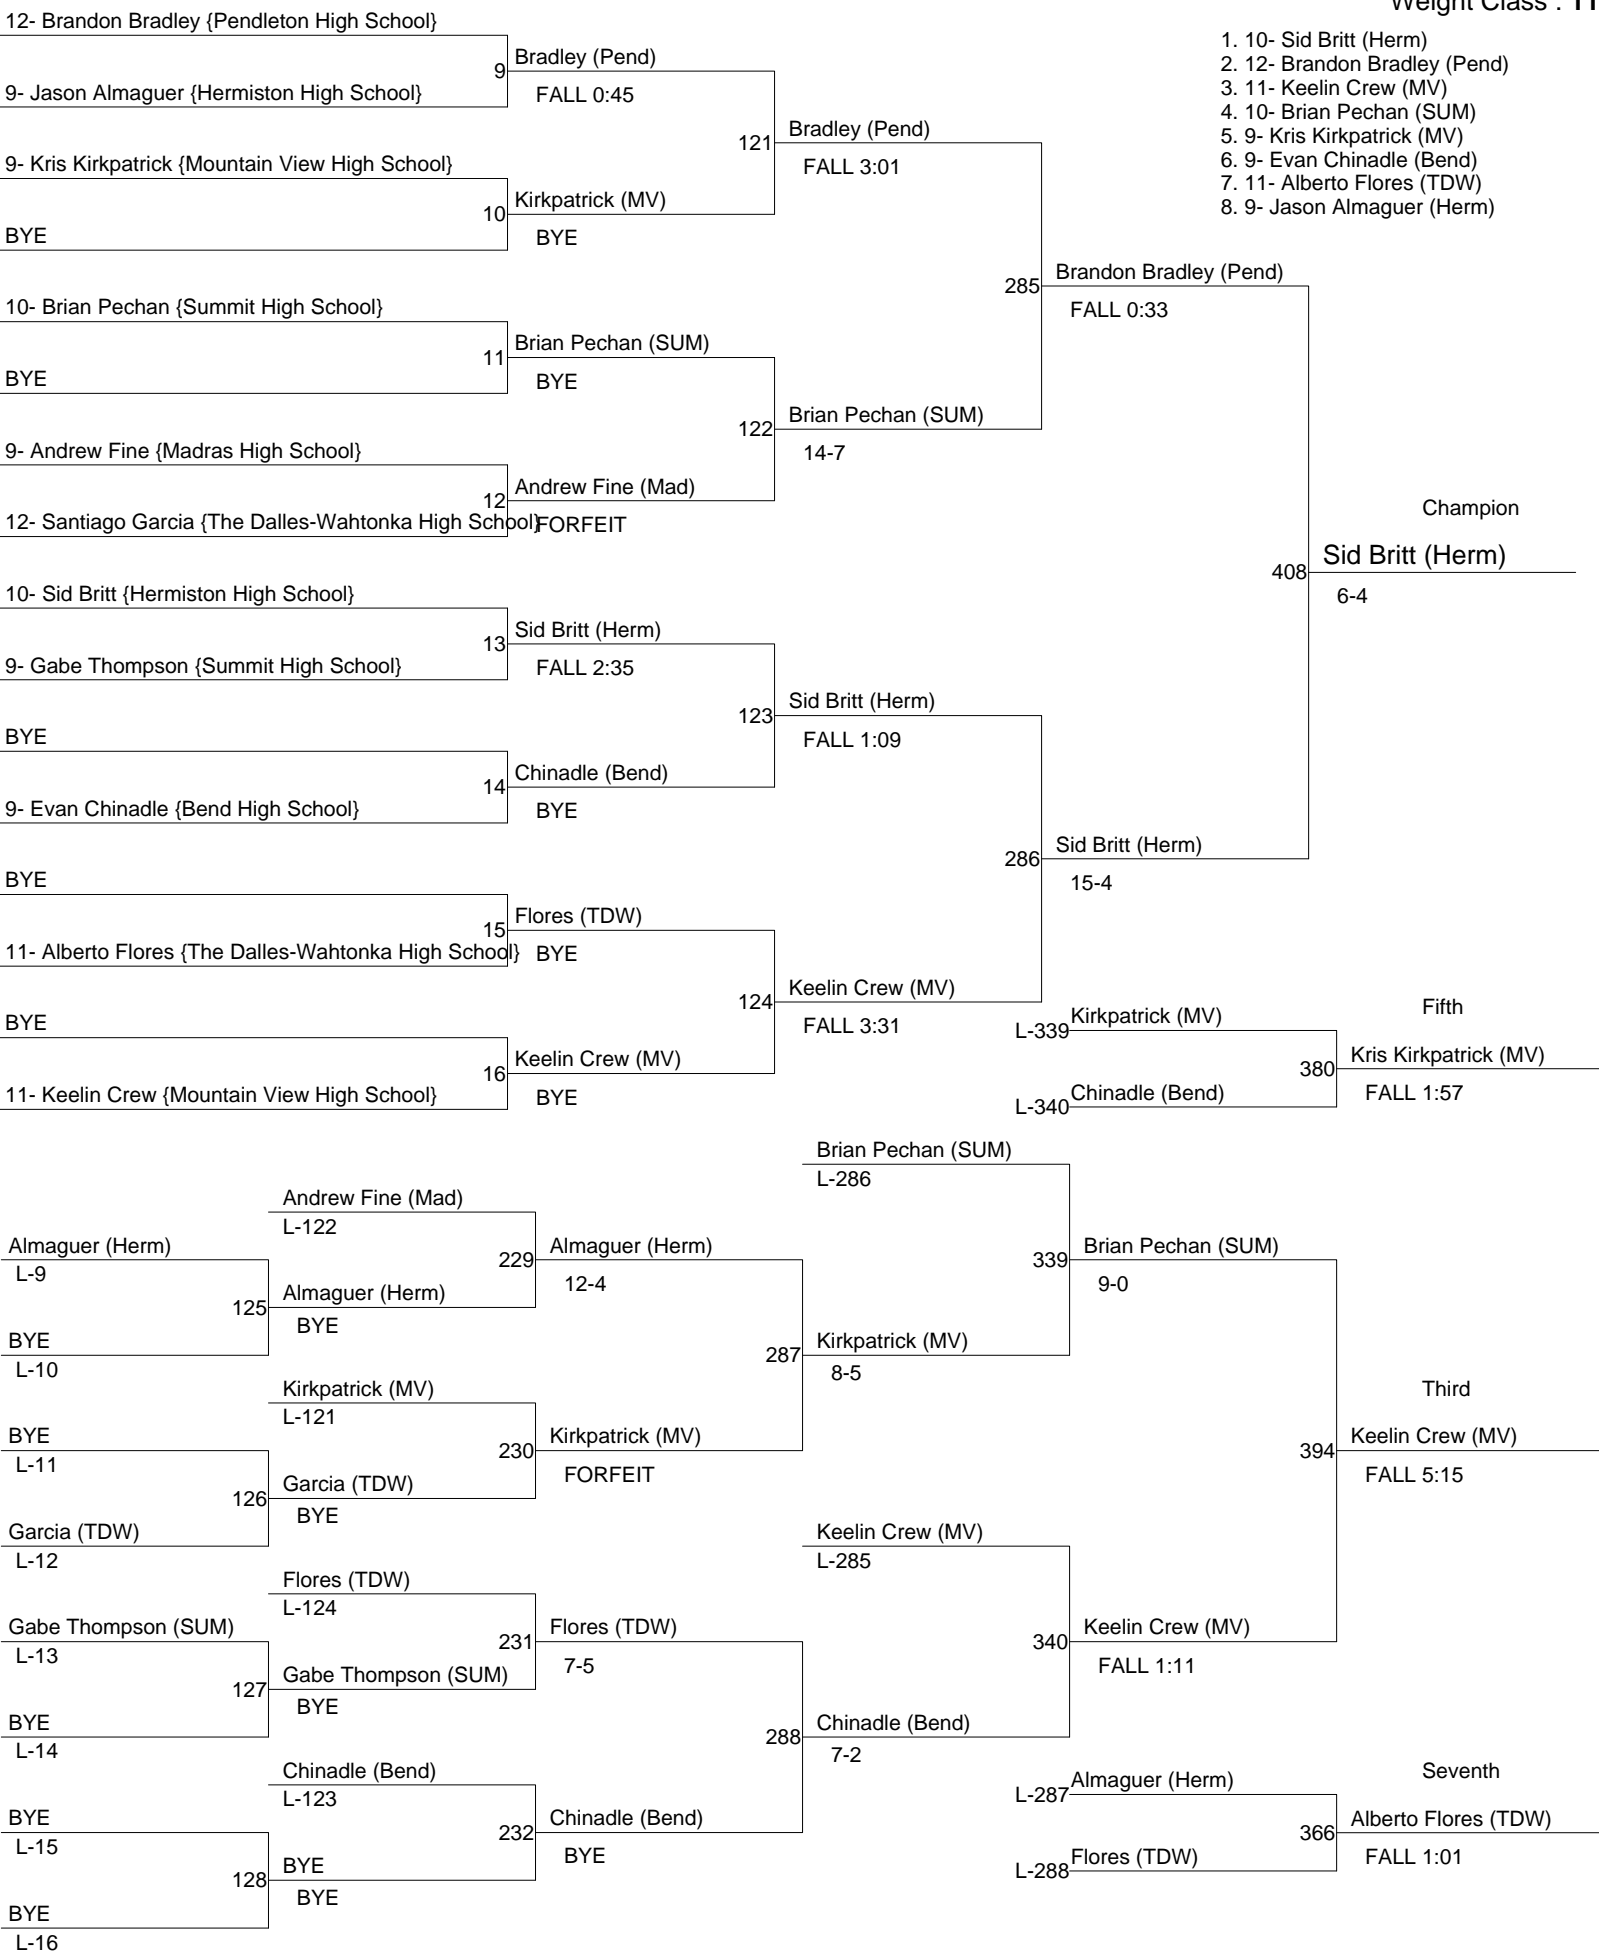 Weight Class : 11
1. 10- Sid Britt (Herm)
2. 12- Brandon Bradley (Pend)
3. 11- Keelin Crew (MV)
4. 10- Brian Pechan (SUM)
5. 9- Kris Kirkpatrick (MV)
6. 9- Evan Chinadle (Bend)
7. 11- Alberto Flores (TDW)
8. 9- Jason Almaguer (Herm)
12- Brandon Bradley {Pendleton High School}
9- Jason Almaguer {Hermiston High School}
9- Kris Kirkpatrick {Mountain View High School}
BYE
10- Brian Pechan {Summit High School}
BYE
9- Andrew Fine {Madras High School}
12- Santiago Garcia {The Dalles-Wahtonka High School}
10- Sid Britt {Hermiston High School}
9- Gabe Thompson {Summit High School}
BYE
9- Evan Chinadle {Bend High School}
BYE
11- Alberto Flores {The Dalles-Wahtonka High School}
BYE
11- Keelin Crew {Mountain View High School}
9 Bradley (Pend)
FALL 0:45
10 Kirkpatrick (MV)
BYE
11 Brian Pechan (SUM)
BYE
12 Andrew Fine (Mad)
FORFEIT
13 Sid Britt (Herm)
FALL 2:35
14 Chinadle (Bend)
BYE
15 Flores (TDW)
BYE
16 Keelin Crew (MV)
BYE
121 Bradley (Pend)
FALL 3:01
122 Brian Pechan (SUM)
14-7
123 Sid Britt (Herm)
FALL 1:09
124 Keelin Crew (MV)
FALL 3:31
285 Brandon Bradley (Pend)
FALL 0:33
286 Sid Britt (Herm)
15-4
Champion
408 Sid Britt (Herm)
6-4
L-339 Kirkpatrick (MV)
L-340 Chinadle (Bend)
Fifth
380 Kris Kirkpatrick (MV)
FALL 1:57
Almaguer (Herm)
L-9
BYE
L-10
BYE
L-11
Garcia (TDW)
L-12
Gabe Thompson (SUM)
L-13
BYE
L-14
BYE
L-15
BYE
L-16
Andrew Fine (Mad)
L-122
125 Almaguer (Herm)
BYE
Kirkpatrick (MV)
L-121
126 Garcia (TDW)
BYE
Flores (TDW)
L-124
127 Gabe Thompson (SUM)
BYE
Chinadle (Bend)
L-123
128 BYE
BYE
229 Almaguer (Herm)
12-4
230 Kirkpatrick (MV)
FORFEIT
231 Flores (TDW)
7-5
232 Chinadle (Bend)
BYE
Brian Pechan (SUM)
L-286
287 Kirkpatrick (MV)
8-5
Keelin Crew (MV)
L-285
288 Chinadle (Bend)
7-2
339 Brian Pechan (SUM)
9-0
340 Keelin Crew (MV)
FALL 1:11
Third
394 Keelin Crew (MV)
FALL 5:15
L-287 Almaguer (Herm)
L-288 Flores (TDW)
Seventh
366 Alberto Flores (TDW)
FALL 1:01